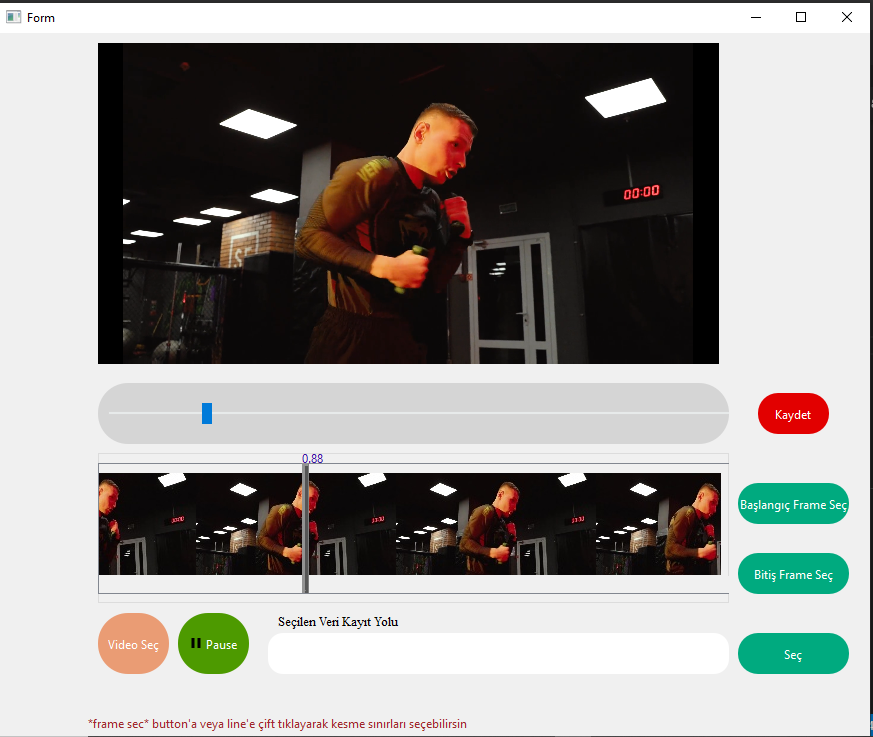 Form
VENUM
00:00
Kaydet
0.88
Başlangıç Frame Seç
Bitiş Frame Seç
Video Seç
Pause
Seçilen Veri Kayıt Yolu
Seç
*frame sec* button'a veya line'e çift tıklayarak kesme sınırları seçebilirsin